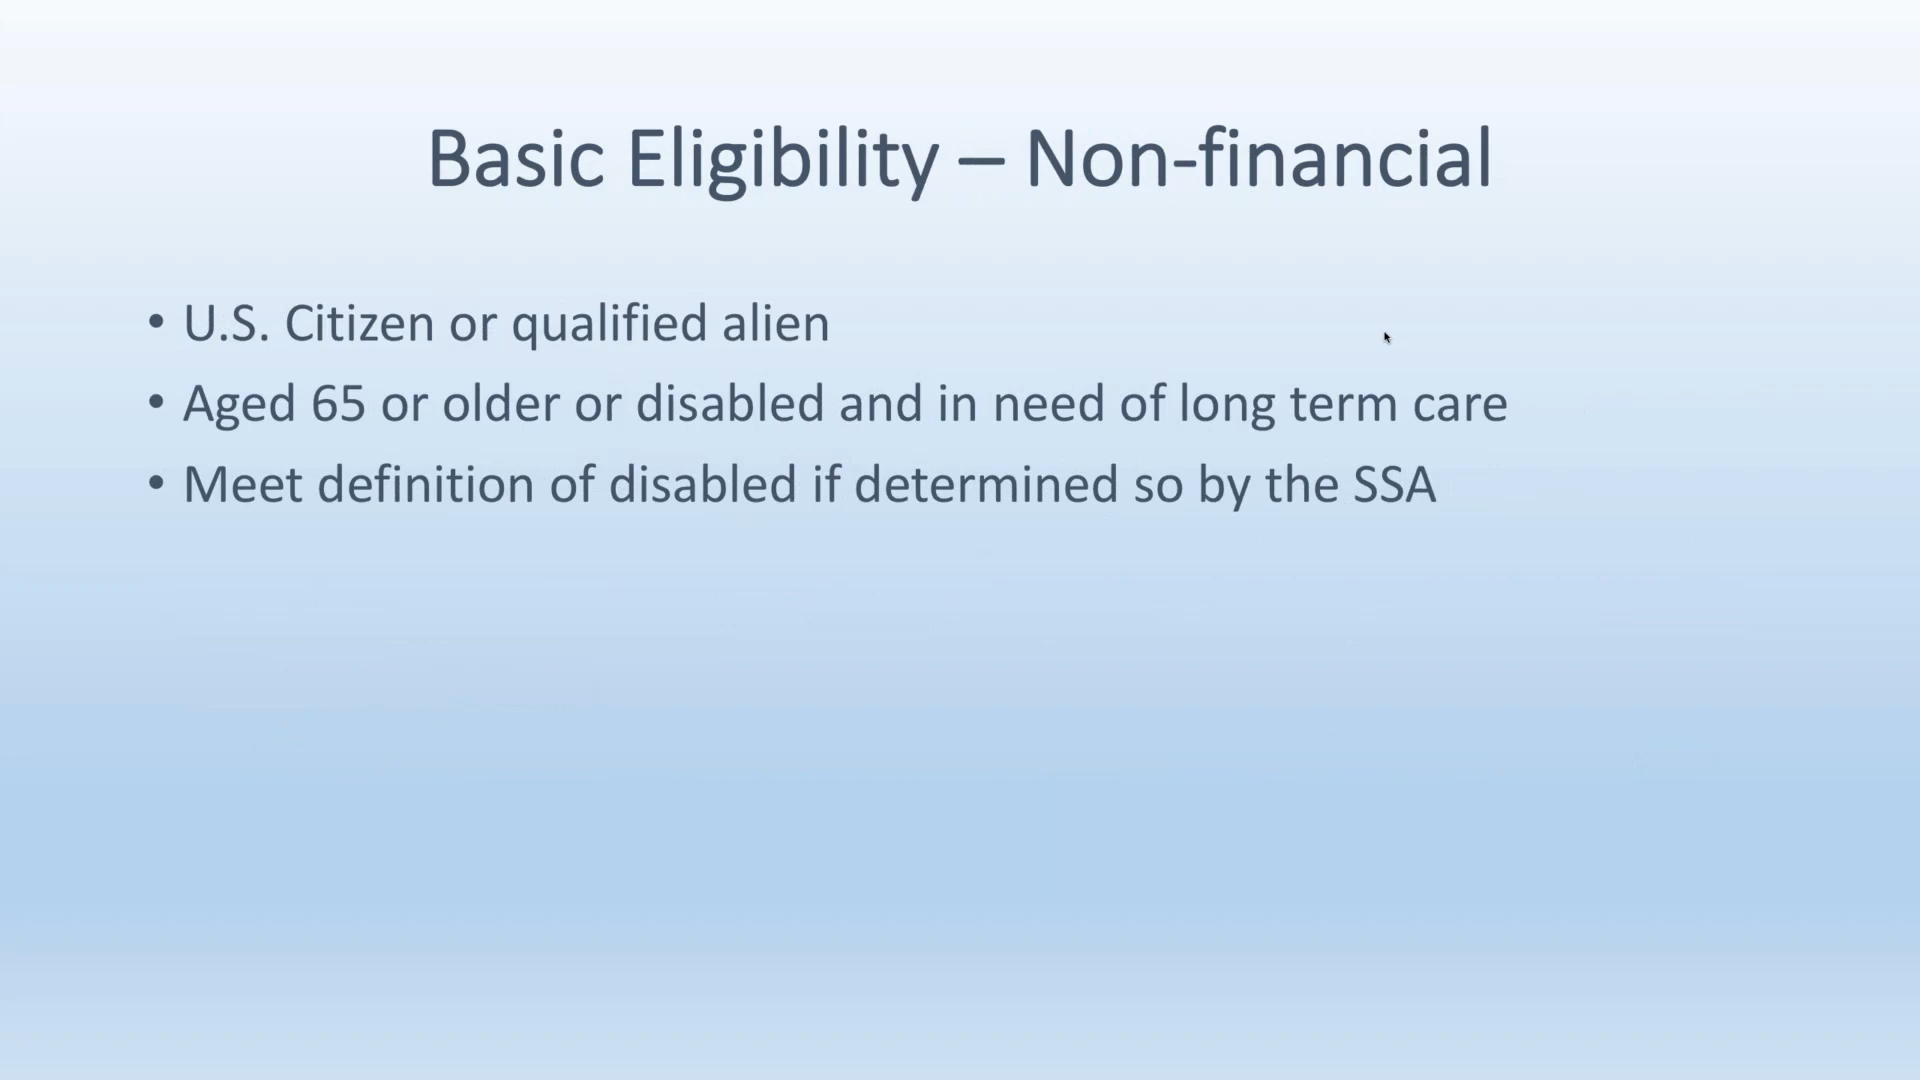 Basic Eligibility – Non-financial
• U.S. Citizen or qualified alien
• Aged 65 or older or disabled and in need of long term care
• Meet definition of disabled if determined so by the SSA